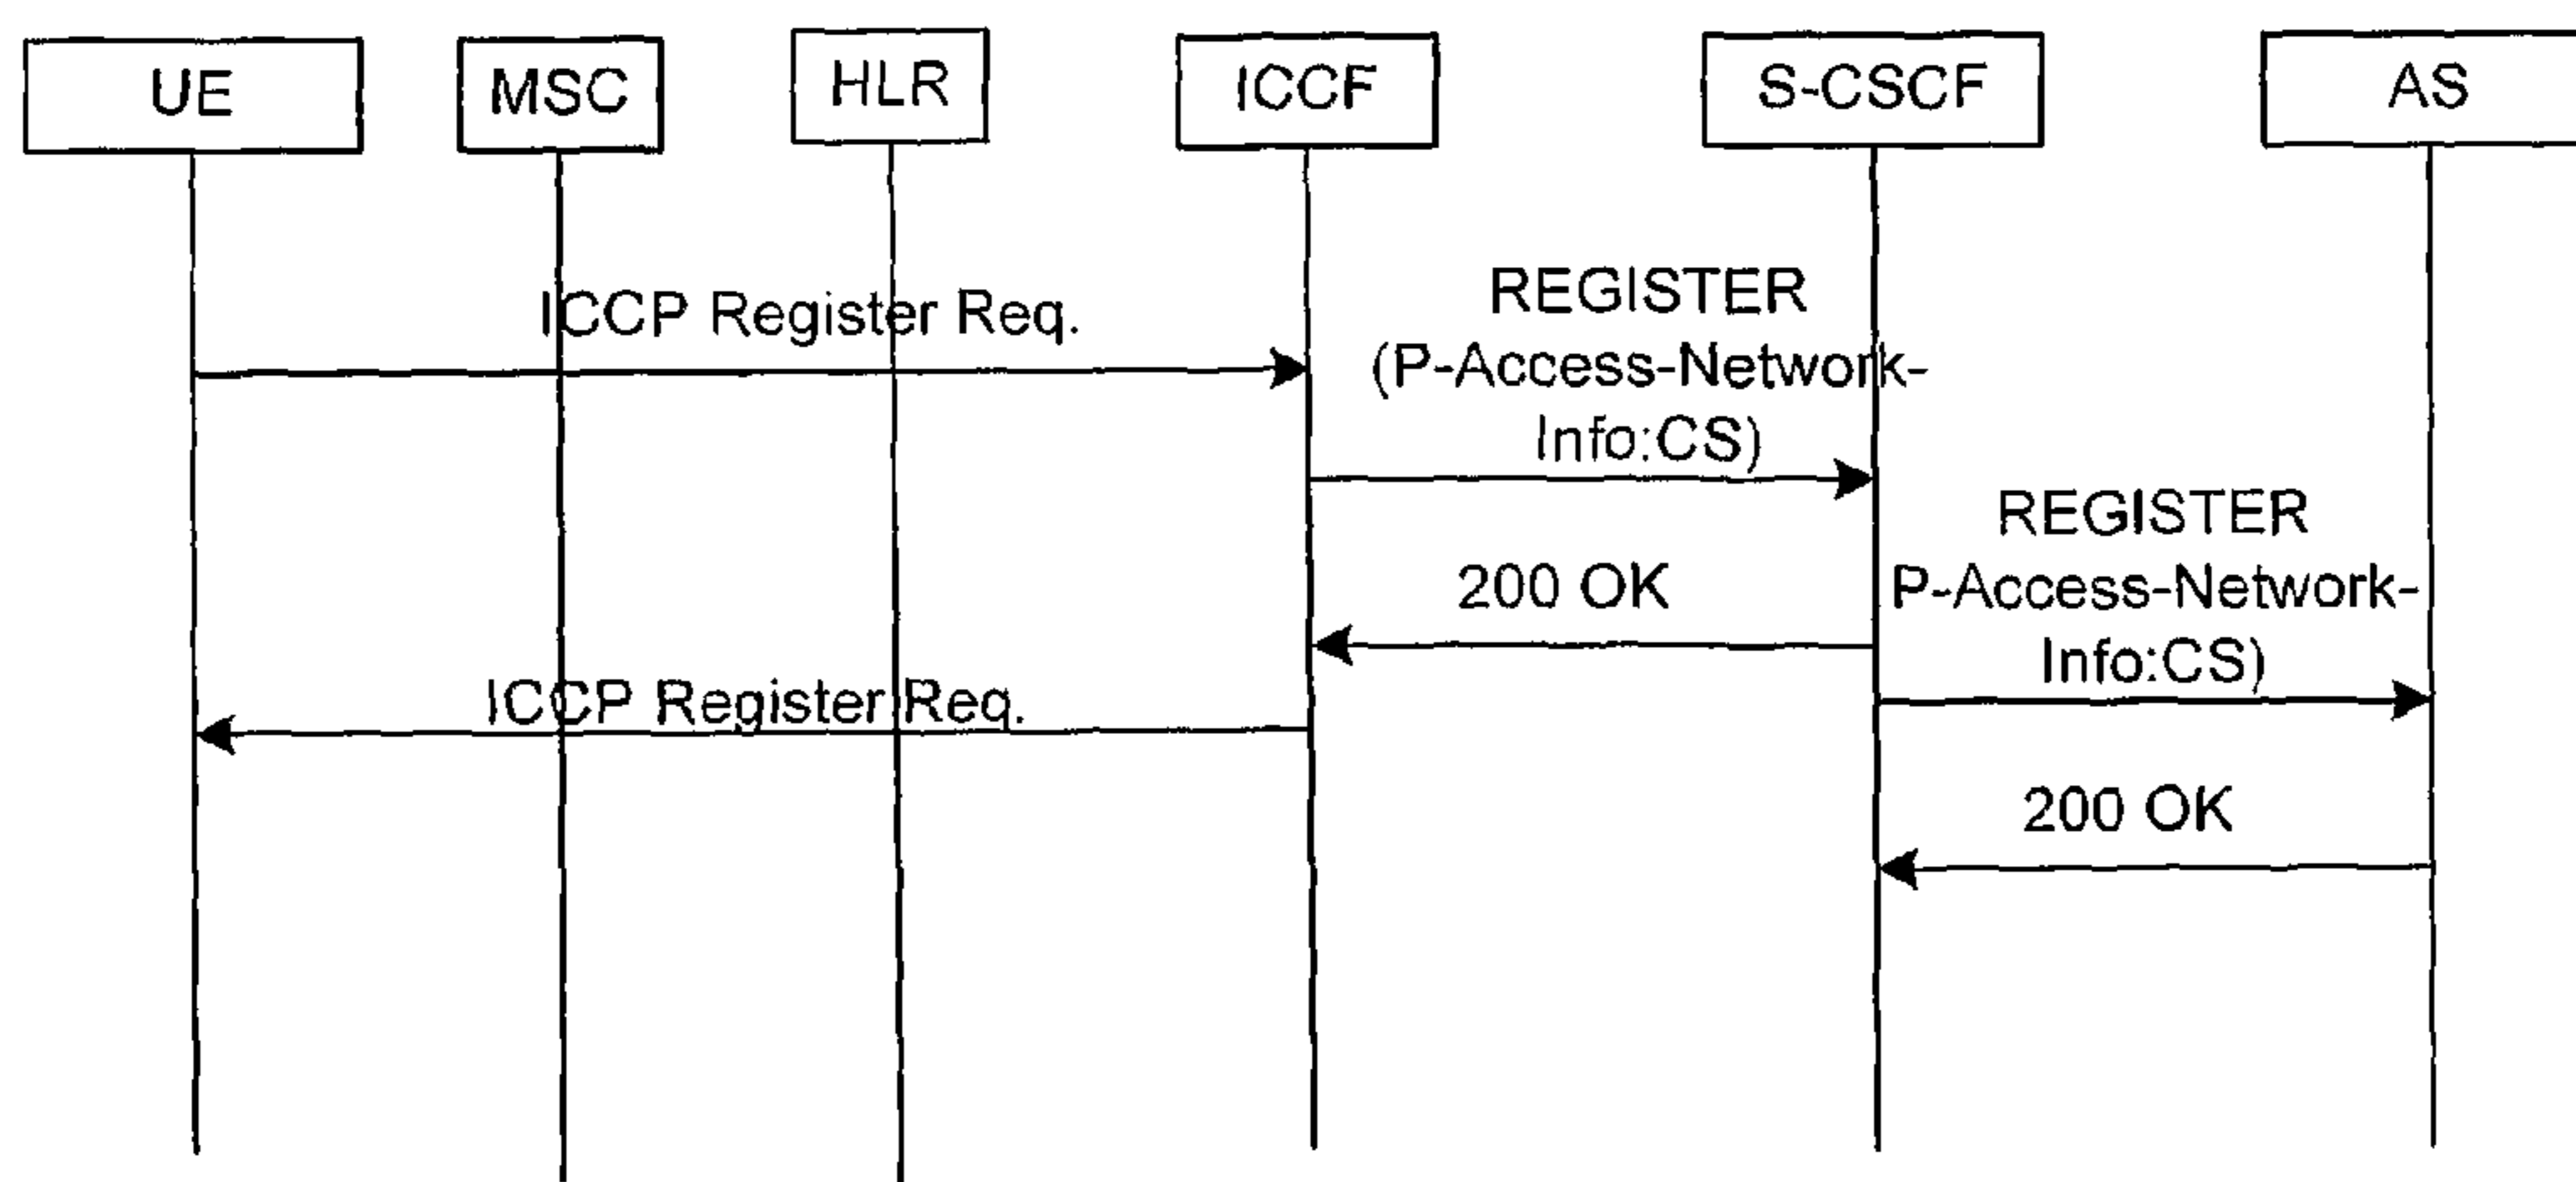 UE
MSC
HLR
ICCF
S-CSCF
AS
ICCP Register Req.
REGISTER
(P-Access-Network-
Info:CS)
REGISTER
P-Access-Network-
Info:CS)
200 OK
ICCP Register Req.
200 OK